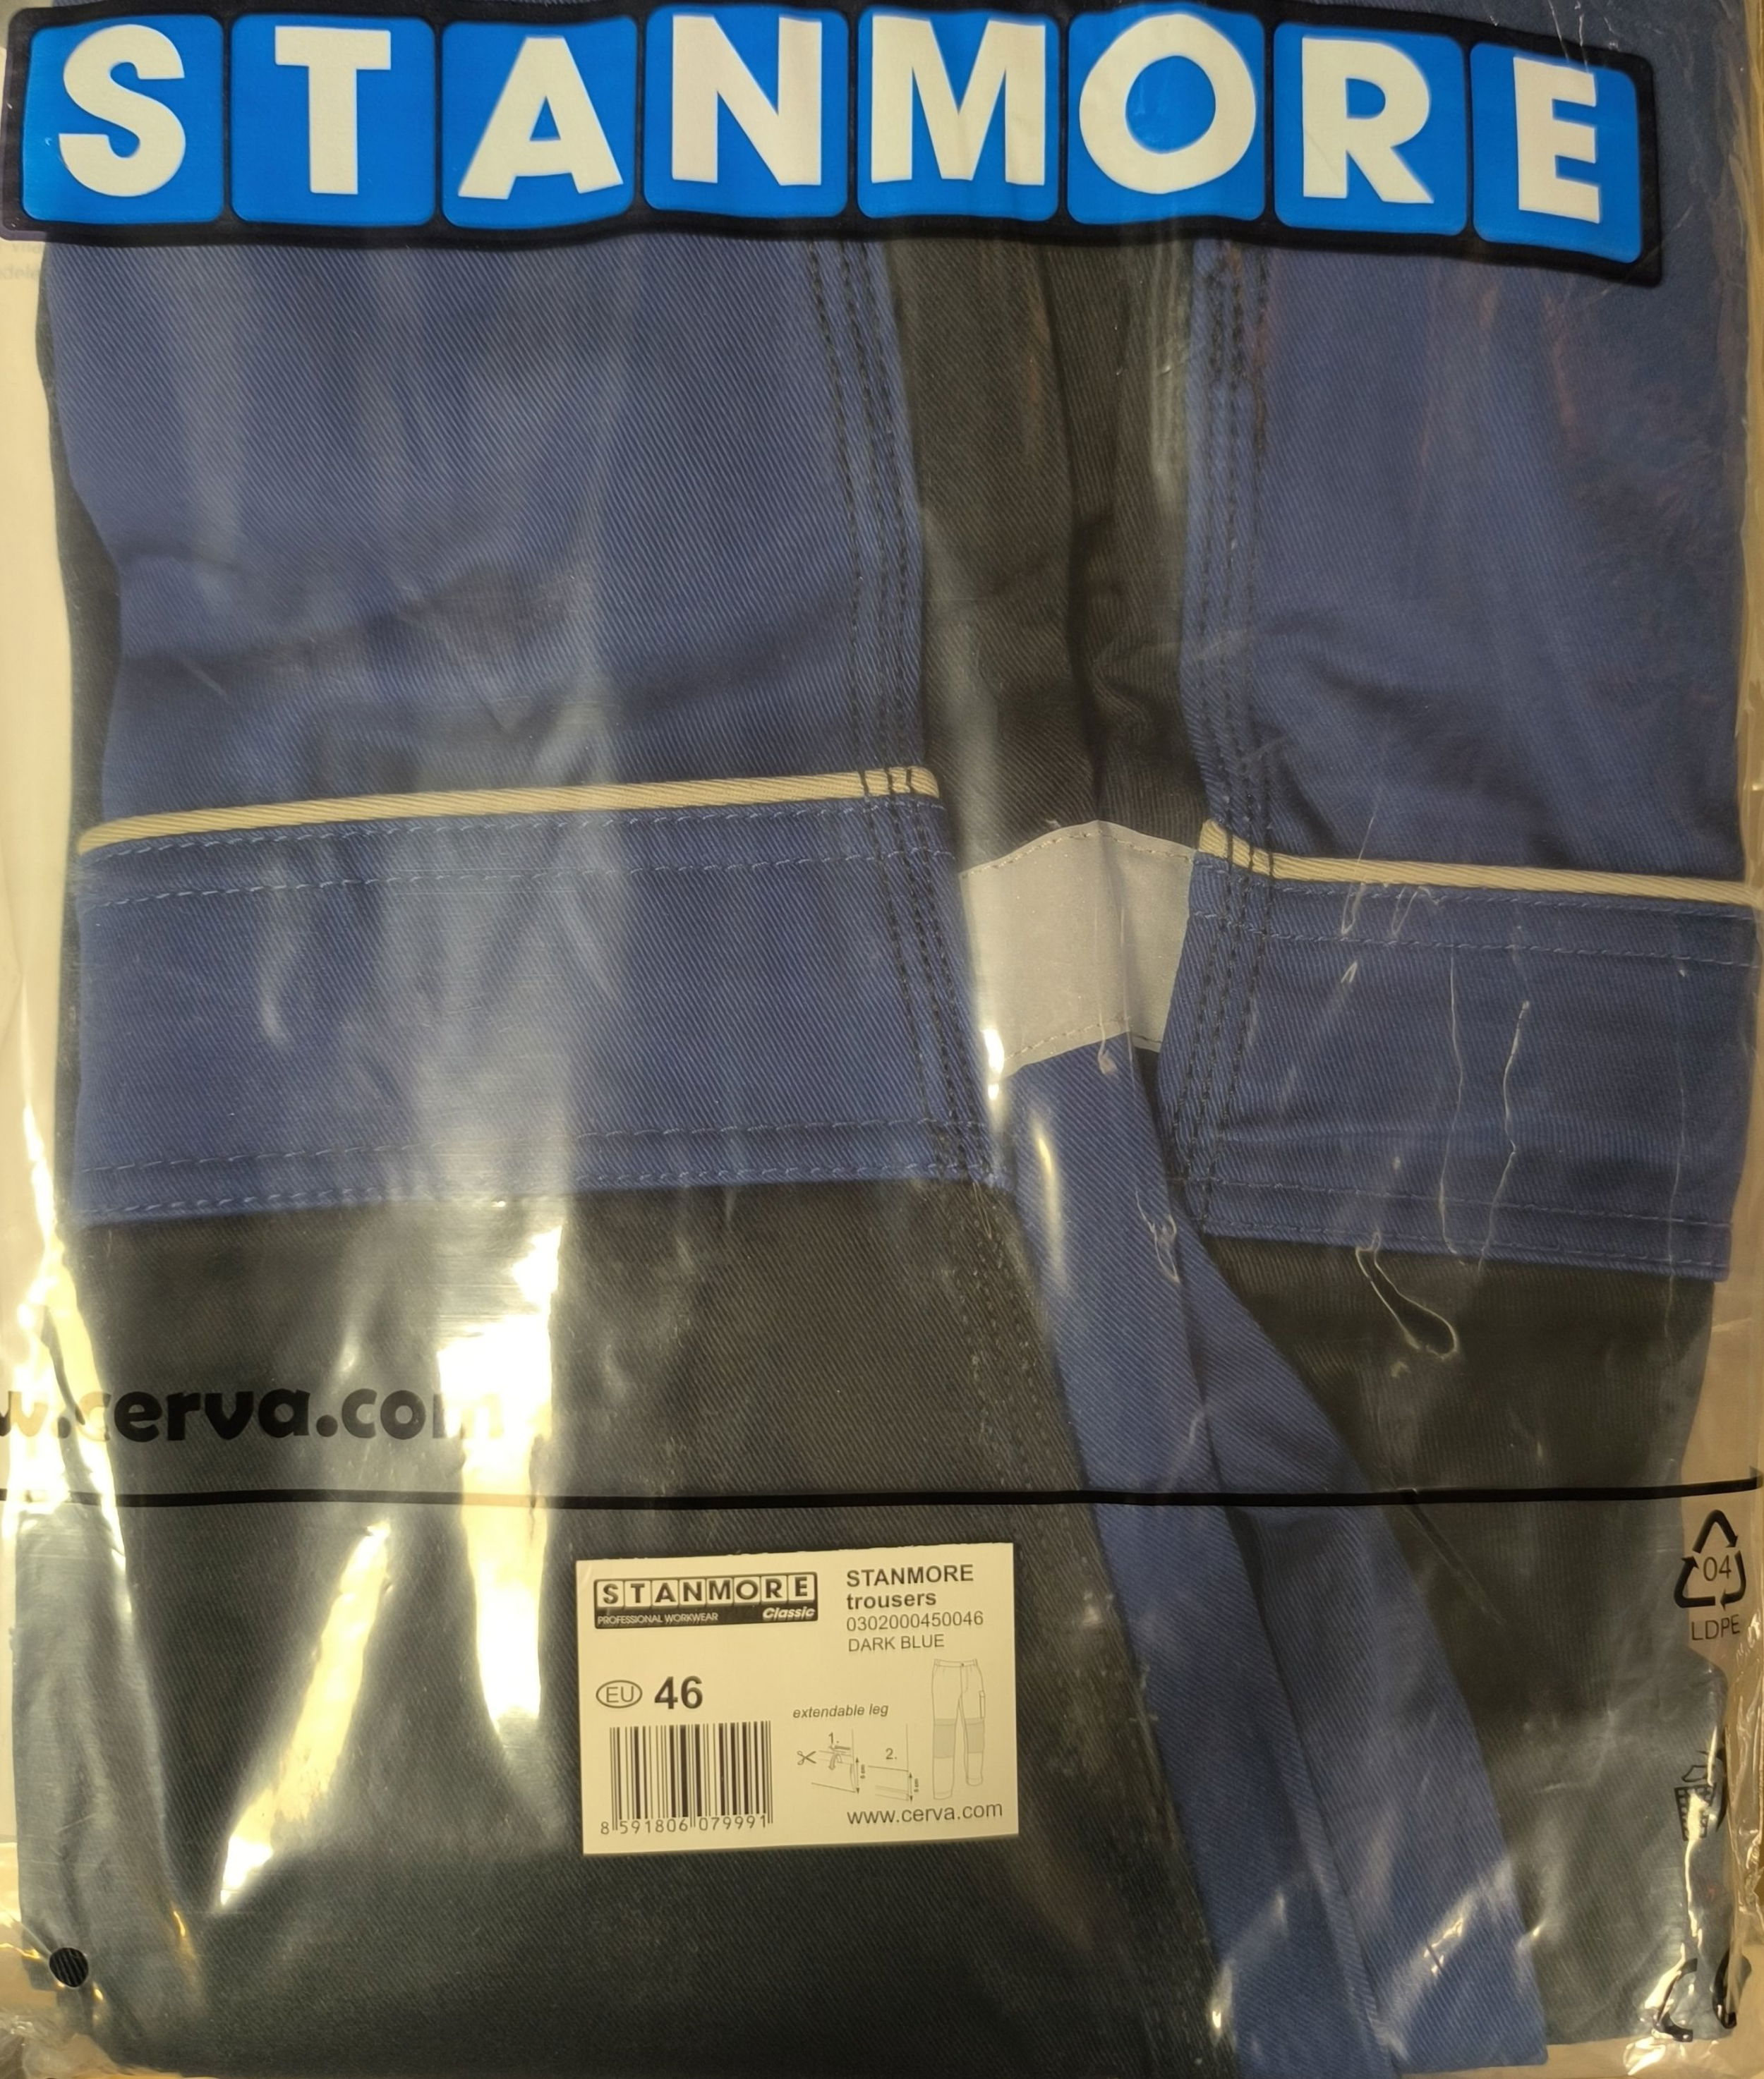 STANMORE
w.cerva.com
04
LDPE
STANMORE
PROFESSIONAL WORKWEAR Classic
STANMORE
trousers
0302000450046
DARK BLUE
EU 46
extendable leg
1.
2.
8 591806 079991
www.cerva.com